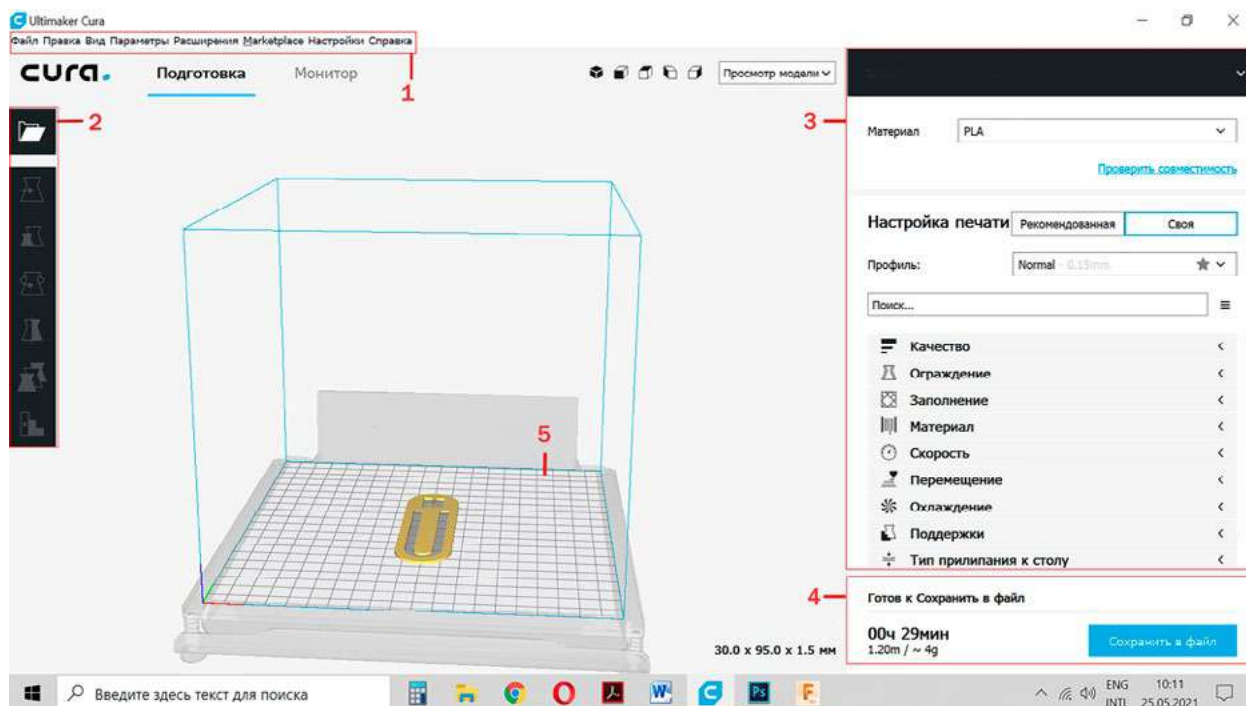 Ultimaker Cura
Файл Правка Вид Параметры Расширения Marketplace Настройки Справка
1
cura.
Подготовка
Монитор
Просмотр модели
2
3
Материал
PLA
Проверить совместимость
Настройка печати
Рекомендованная
Своя
Профиль:
Normal - 0.15mm
Поиск...
Качество
Ограждение
Заполнение
Материал
Скорость
Перемещение
Охлаждение
Поддержки
Тип прилипания к столу
5
4
Готов к Сохранить в файл
00ч 29мин
1.20m / ~ 4g
Сохранить в файл
30.0 x 95.0 x 1.5 мм
Введите здесь текст для поиска
ENG
INTL
10:11
25.05.2021